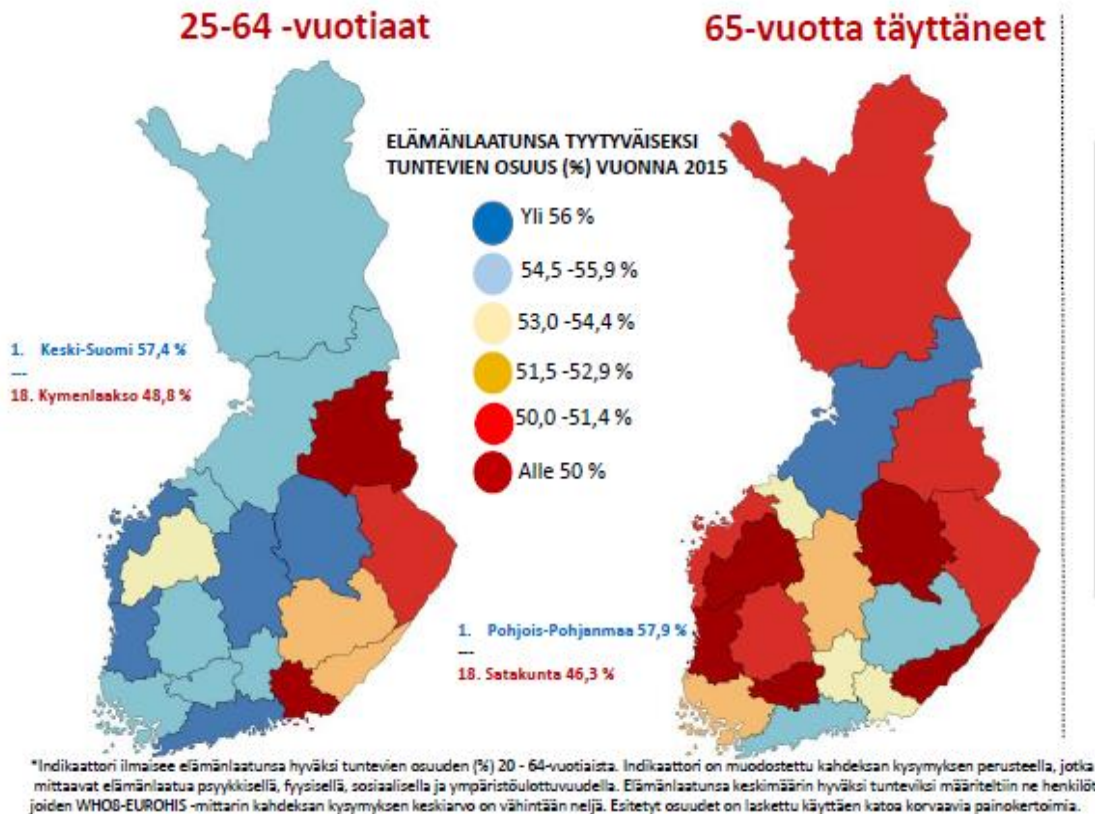 25-64 -vuotiaat
65-vuotta täyttäneet
ELÄMÄNLAATUNSA TYYTYVÄISEKSI
TUNTEVIEN OSUUS (%) VUONNA 2015
Yli 56 %
54,5 -55,9 %
53,0 -54,4 %
51,5 -52,9 %
50,0 -51,4 %
Alle 50 %
1. Keski-Suomi 57,4 %
---
18. Kymenlaakso 48,8 %
1. Pohjois-Pohjanmaa 57,9 %
---
18. Satakunta 46,3 %
*Indikaattori ilmaisee elämänlaatunsa hyväksi tuntevien osuuden (%) 20 - 64-vuotiaista. Indikaattori on muodostettu kahdeksan kysymyksen perusteella, jotka
mittaavat elämänlaatua psyykkisellä, fyysisellä, sosiaalisella ja ympäristöulottuvuudella. Elämänlaatunsa keskimäärin hyväksi tunteviksi määriteltiin ne henkilöt
joiden WHO8-EUROHIS -mittarin kahdeksan kysymyksen keskiarvo on vähintään neljä. Esitetyt osuudet on laskettu käyttäen katoa korvaavia painokertoimia.